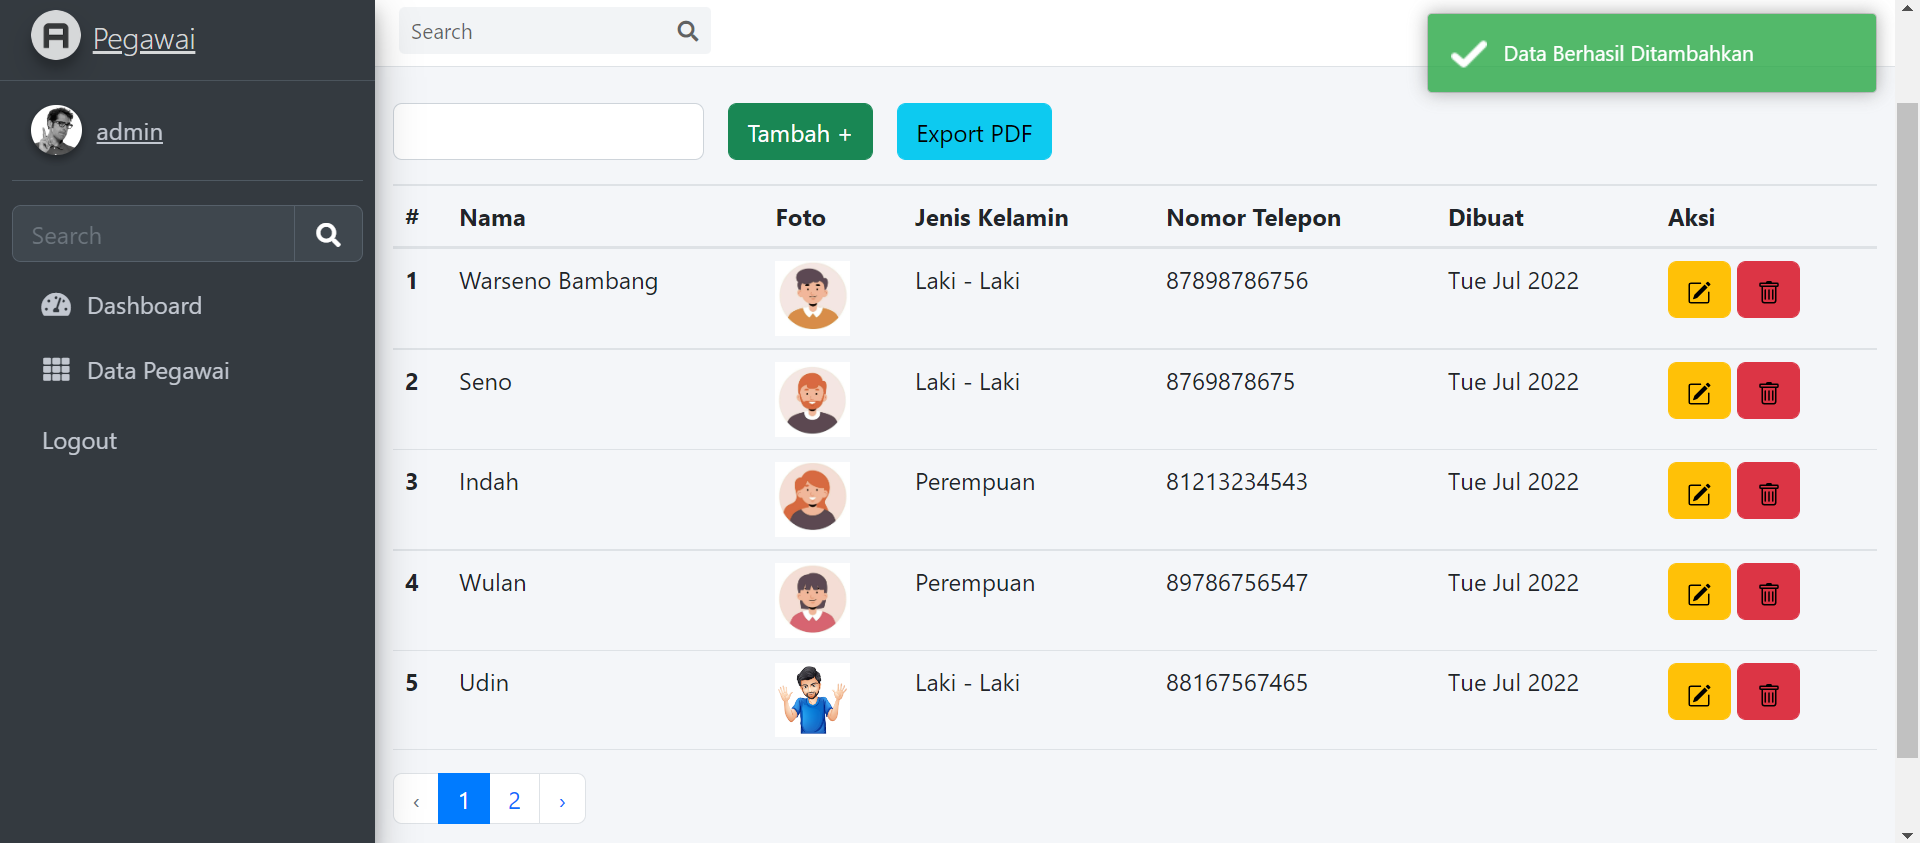 Pegawai
admin
Search
Dashboard
Data Pegawai
Logout
Search
Data Berhasil Ditambahkan
Tambah +
Export PDF
# Nama Foto Jenis Kelamin Nomor Telepon Dibuat Aksi
1 Warseno Bambang Laki - Laki 87898786756 Tue Jul 2022
2 Seno Laki - Laki 8769878675 Tue Jul 2022
3 Indah Perempuan 81213234543 Tue Jul 2022
4 Wulan Perempuan 89786756547 Tue Jul 2022
5 Udin Laki - Laki 88167567465 Tue Jul 2022
‹ 1 2 ›